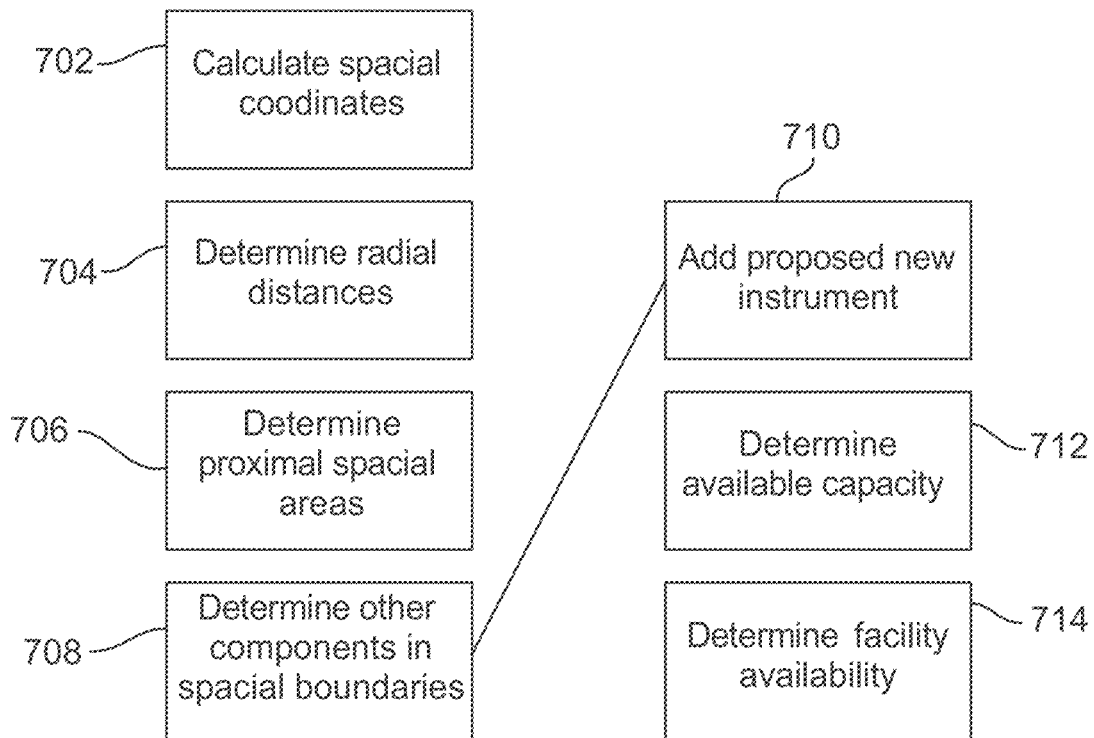 702
Calculate spacial
coodinates
704
Determine radial
distances
706
Determine
proximal spacial
areas
708
Determine other
components in
spacial boundaries
710
Add proposed new
instrument
712
Determine
available capacity
714
Determine facility
availability